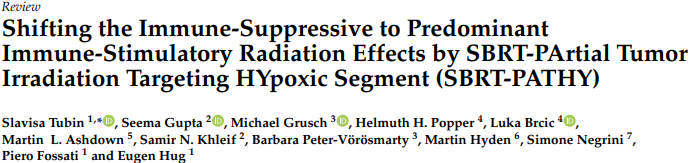 Review
Shifting the Immune-Suppressive to Predominant
Immune-Stimulatory Radiation Effects by SBRT-PArtial Tumor
Irradiation Targeting HYpoxic Segment (SBRT-PATHY)
Slavisa Tubin 1,*, Seema Gupta 2, Michael Grusch 3, Helmuth H. Popper 4, Luka Brcic 4,
Martin L. Ashdown 5, Samir N. Khleif 2, Barbara Peter-Vörösmarty 3, Martin Hyden 6, Simone Negrini 7,
Piero Fossati 1 and Eugen Hug 1